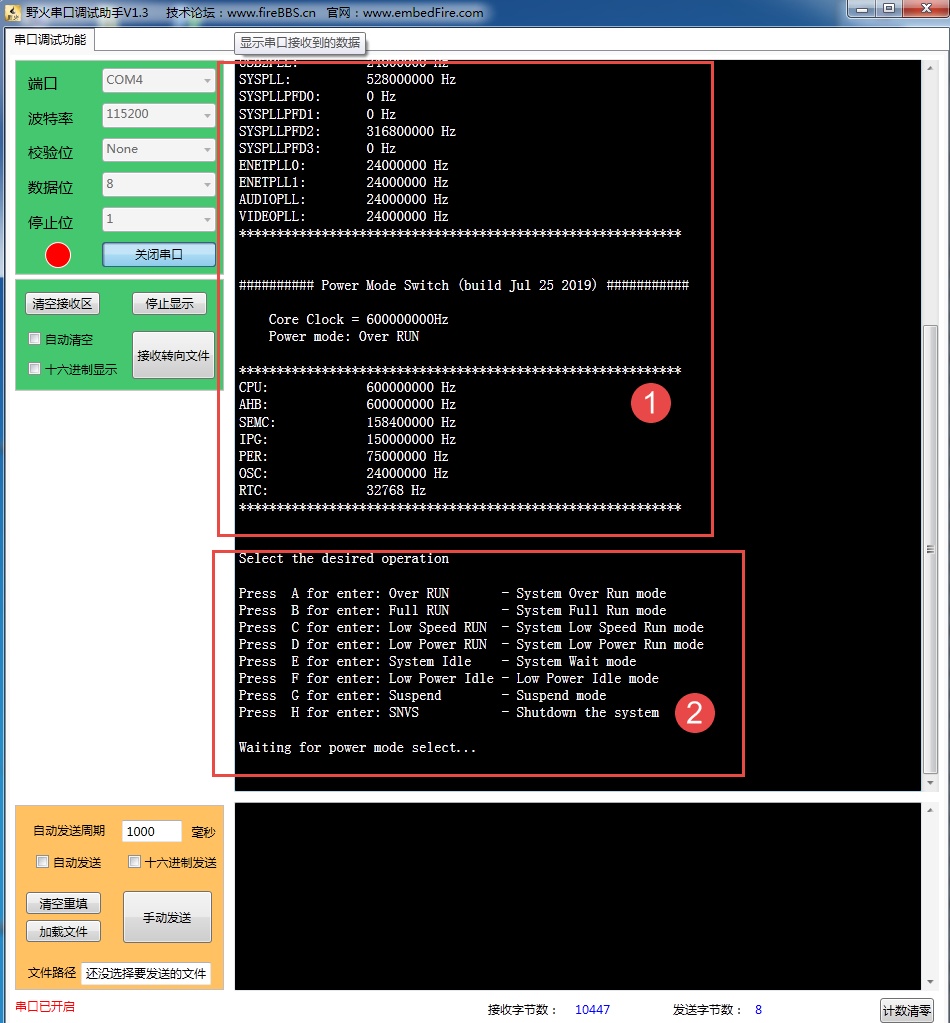 野火串口调试助手V1.3 技术论坛：www.fireBBS.cn 官网：www.embedFire.com
串口调试功能
显示串口接收到的数据
端口 COM4
波特率 115200
校验位 None
数据位 8
停止位 1
关闭串口
清空接收区 停止显示
自动清空
十六进制显示
接收转向文件
SYSPLL: 528000000 Hz
SYSPLLPFD0: 0 Hz
SYSPLLPFD1: 0 Hz
SYSPLLPFD2: 316800000 Hz
SYSPLLPFD3: 0 Hz
ENETPLL0: 24000000 Hz
ENETPLL1: 24000000 Hz
AUDIOPLL: 24000000 Hz
VIDEOPLL: 24000000 Hz
***********************************************************
########## Power Mode Switch (build Jul 25 2019) ###########
Core Clock = 600000000Hz
Power mode: Over RUN
***********************************************************
CPU: 600000000 Hz
AHB: 600000000 Hz
SEMC: 158400000 Hz
IPG: 150000000 Hz
PER: 75000000 Hz
OSC: 24000000 Hz
RTC: 32768 Hz
***********************************************************
1
Select the desired operation
Press A for enter: Over RUN - System Over Run mode
Press B for enter: Full RUN - System Full Run mode
Press C for enter: Low Speed RUN - System Low Speed Run mode
Press D for enter: Low Power RUN - System Low Power Run mode
Press E for enter: System Idle - System Wait mode
Press F for enter: Low Power Idle - Low Power Idle mode
Press G for enter: Suspend - Suspend mode
Press H for enter: SNVS - Shutdown the system
2
Waiting for power mode select...
自动发送周期 1000 毫秒
自动发送 十六进制发送
清空重填
加载文件
手动发送
文件路径 还没选择要发送的文件
串口已开启 接收字节数： 10447 发送字节数： 8 计数清零